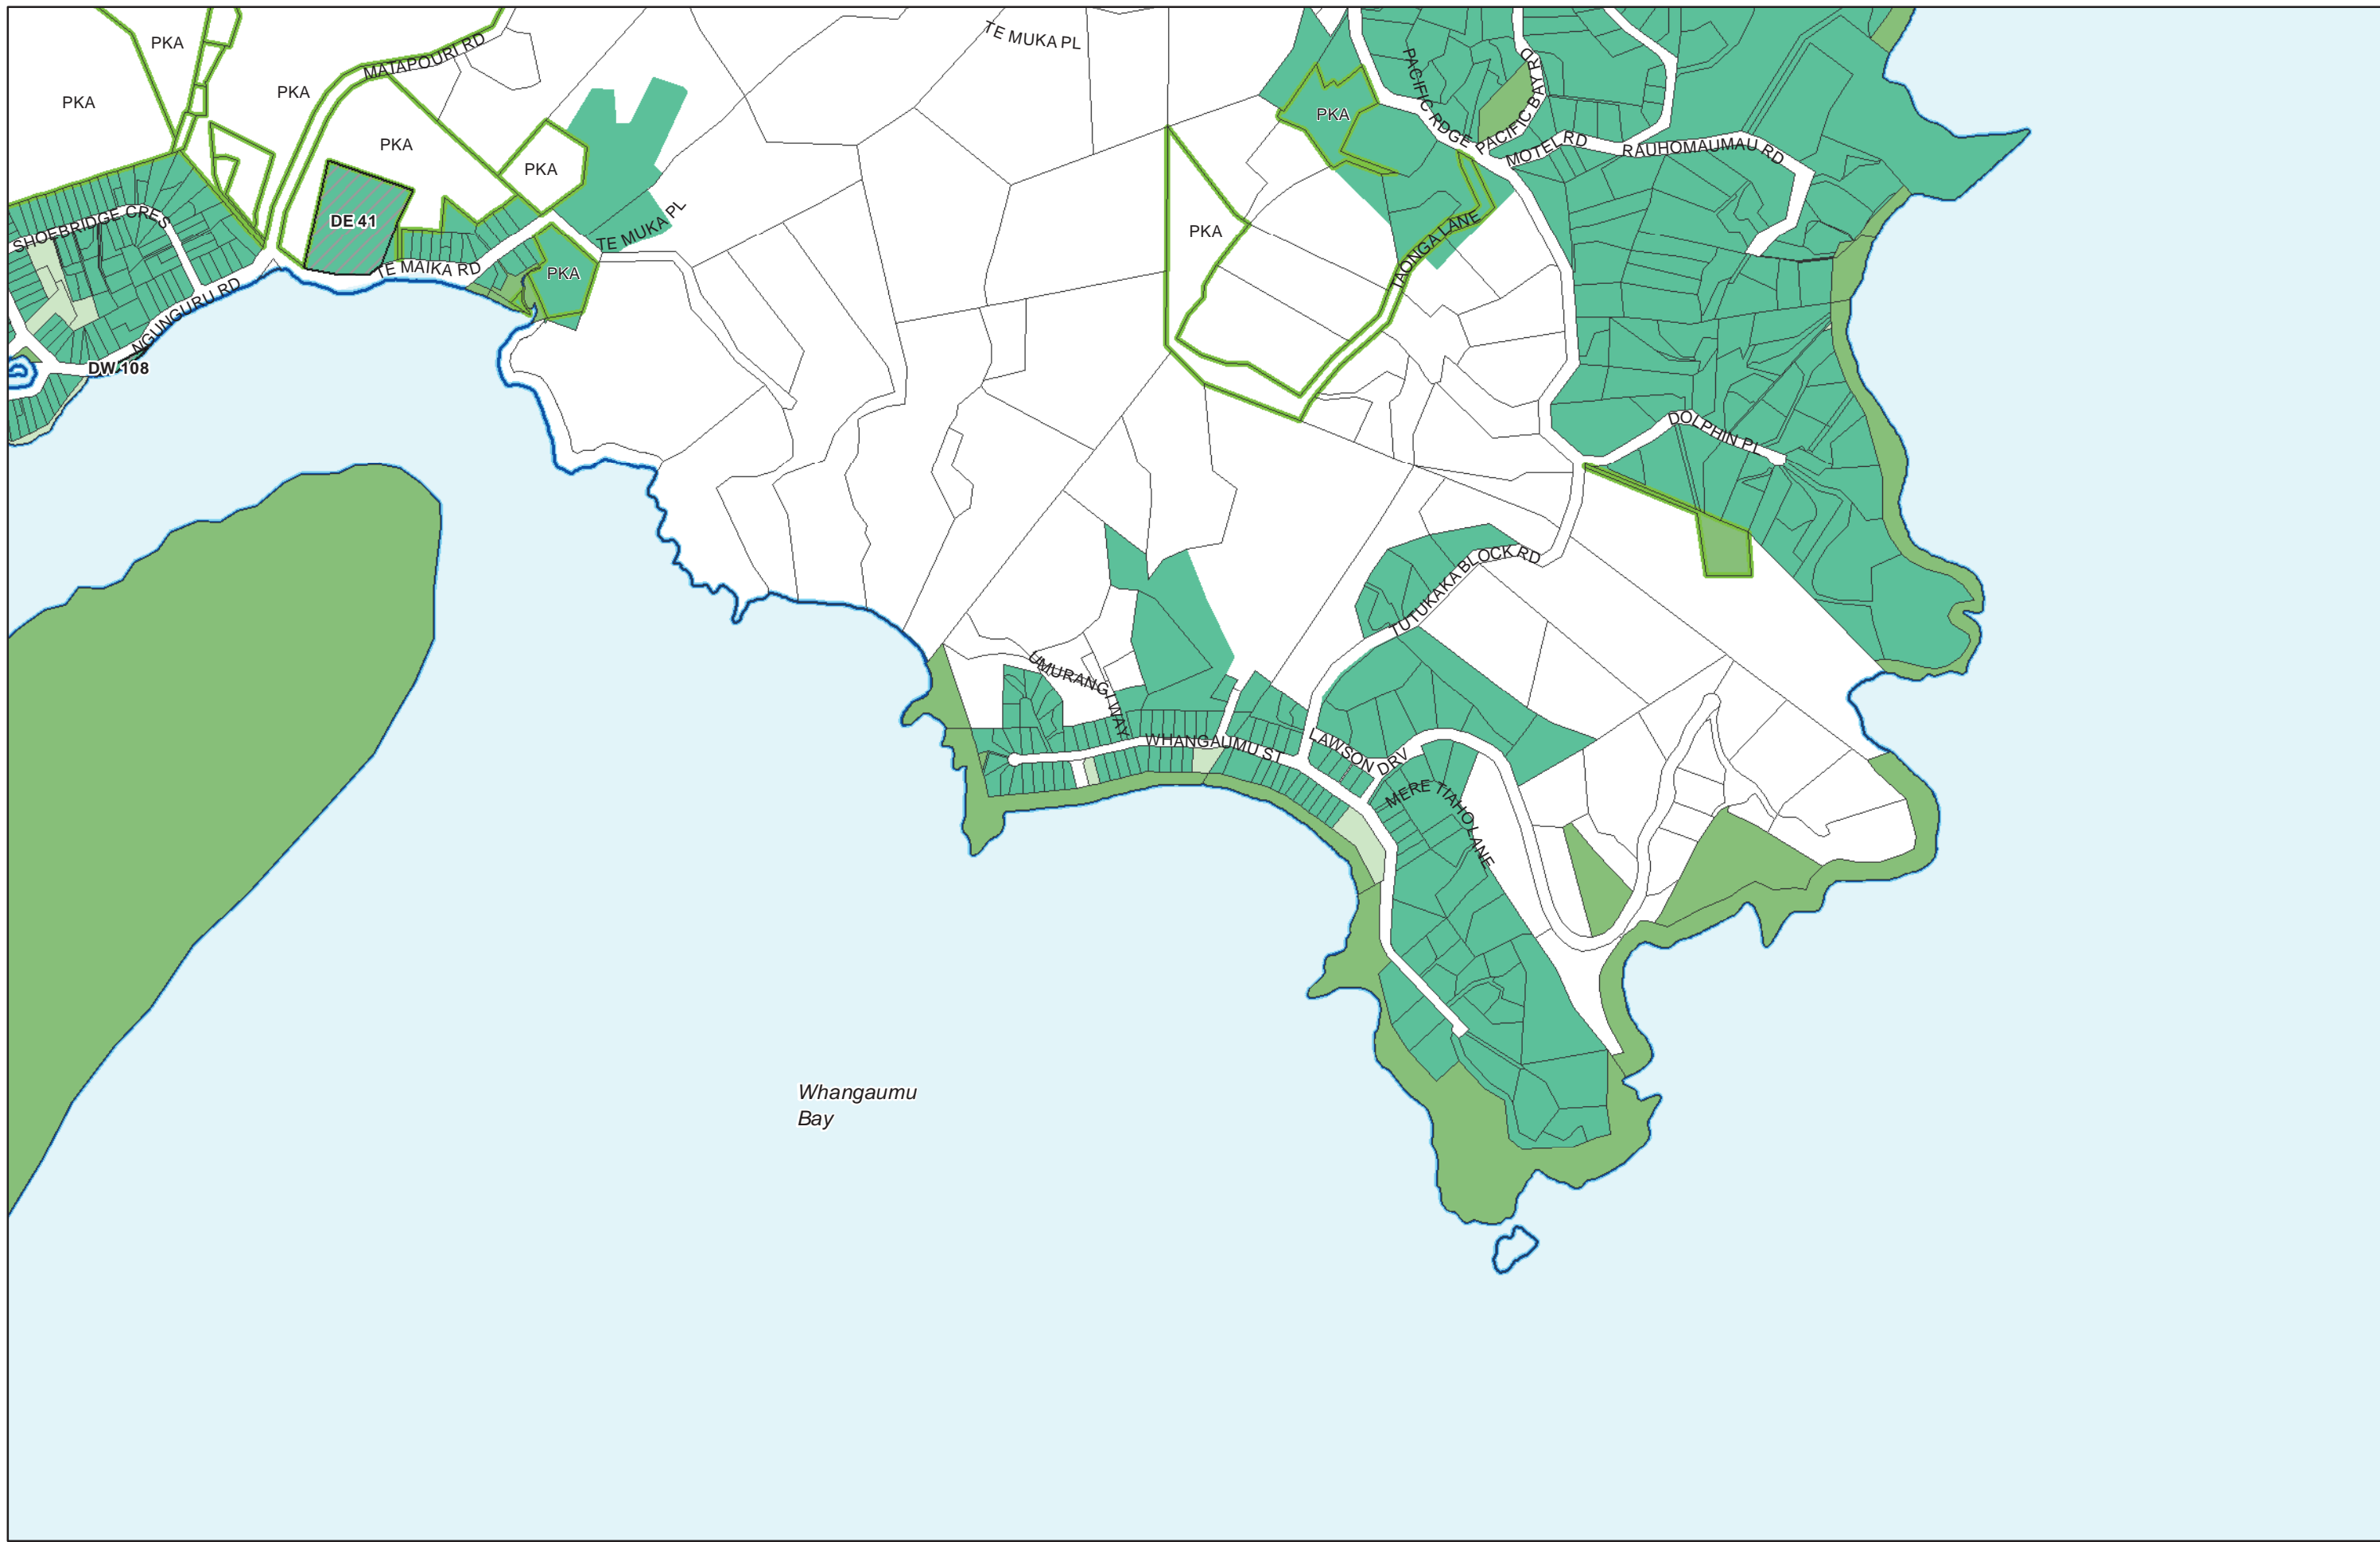 PKA
TE MUKA PL
MATAPOURI RD
PACIFIC RDGE
PACIFIC BAY RD
PKA
PKA
PKA
PKA
MOTEL RD
RAUHOMAUMAU RD
PKA
PKA
SHOEBRIDGE CRES
DE 41
TE MUKA PL
PKA
TAONGA LANE
TE MAIKA RD
PKA
NGUNGURU RD
DW 108
DOLPHIN PL
TUTUKAKA BLOCK RD
UMURANGI WAY
WHANGAUMU ST
LAWSON DRV
MERE TIAHO LANE
Whangaumu
Bay